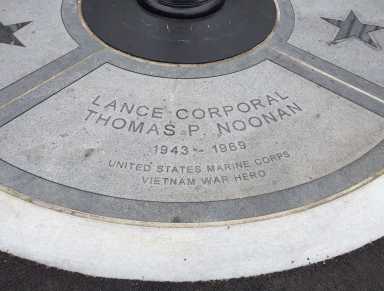 LANCE CORPORAL
THOMAS P. NOONAN
1943 - 1969
UNITED STATES MARINE CORPS
VIETNAM WAR HERO